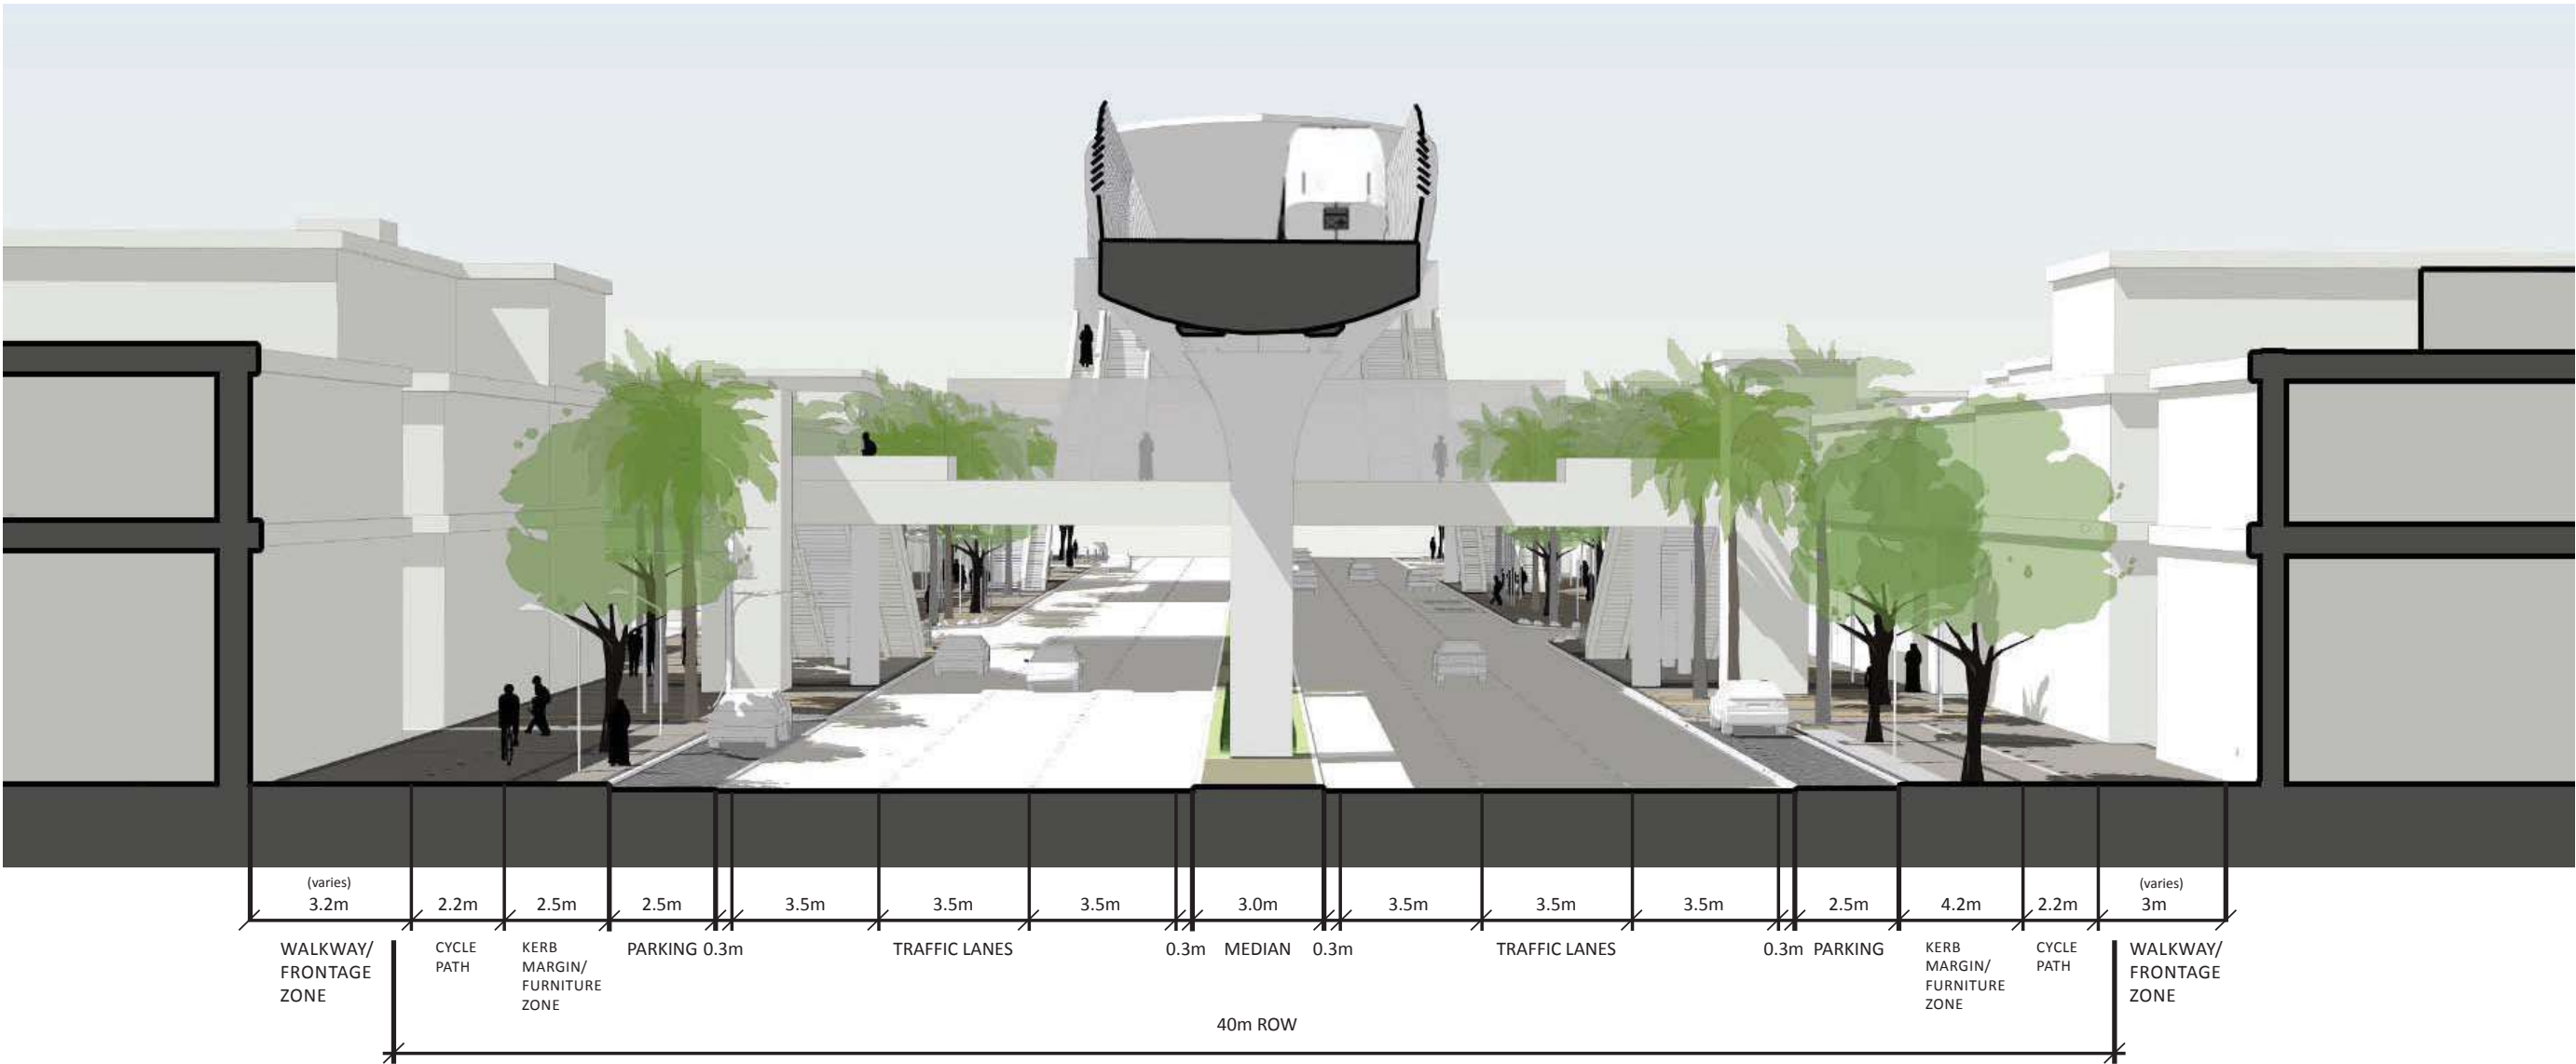 (varies)
(varies)
3.2m 2.2m 2.5m 2.5m 3.5m 3.5m 3.5m 3.0m 3.5m 3.5m 3.5m 2.5m 4.2m 2.2m 3m
WALKWAY/
FRONTAGE
ZONE
CYCLE
PATH
KERB
MARGIN/
FURNITURE
ZONE
PARKING
0.3m
TRAFFIC LANES
0.3m
MEDIAN
0.3m
TRAFFIC LANES
0.3m
PARKING
KERB
MARGIN/
FURNITURE
ZONE
CYCLE
PATH
WALKWAY/
FRONTAGE
ZONE
40m ROW